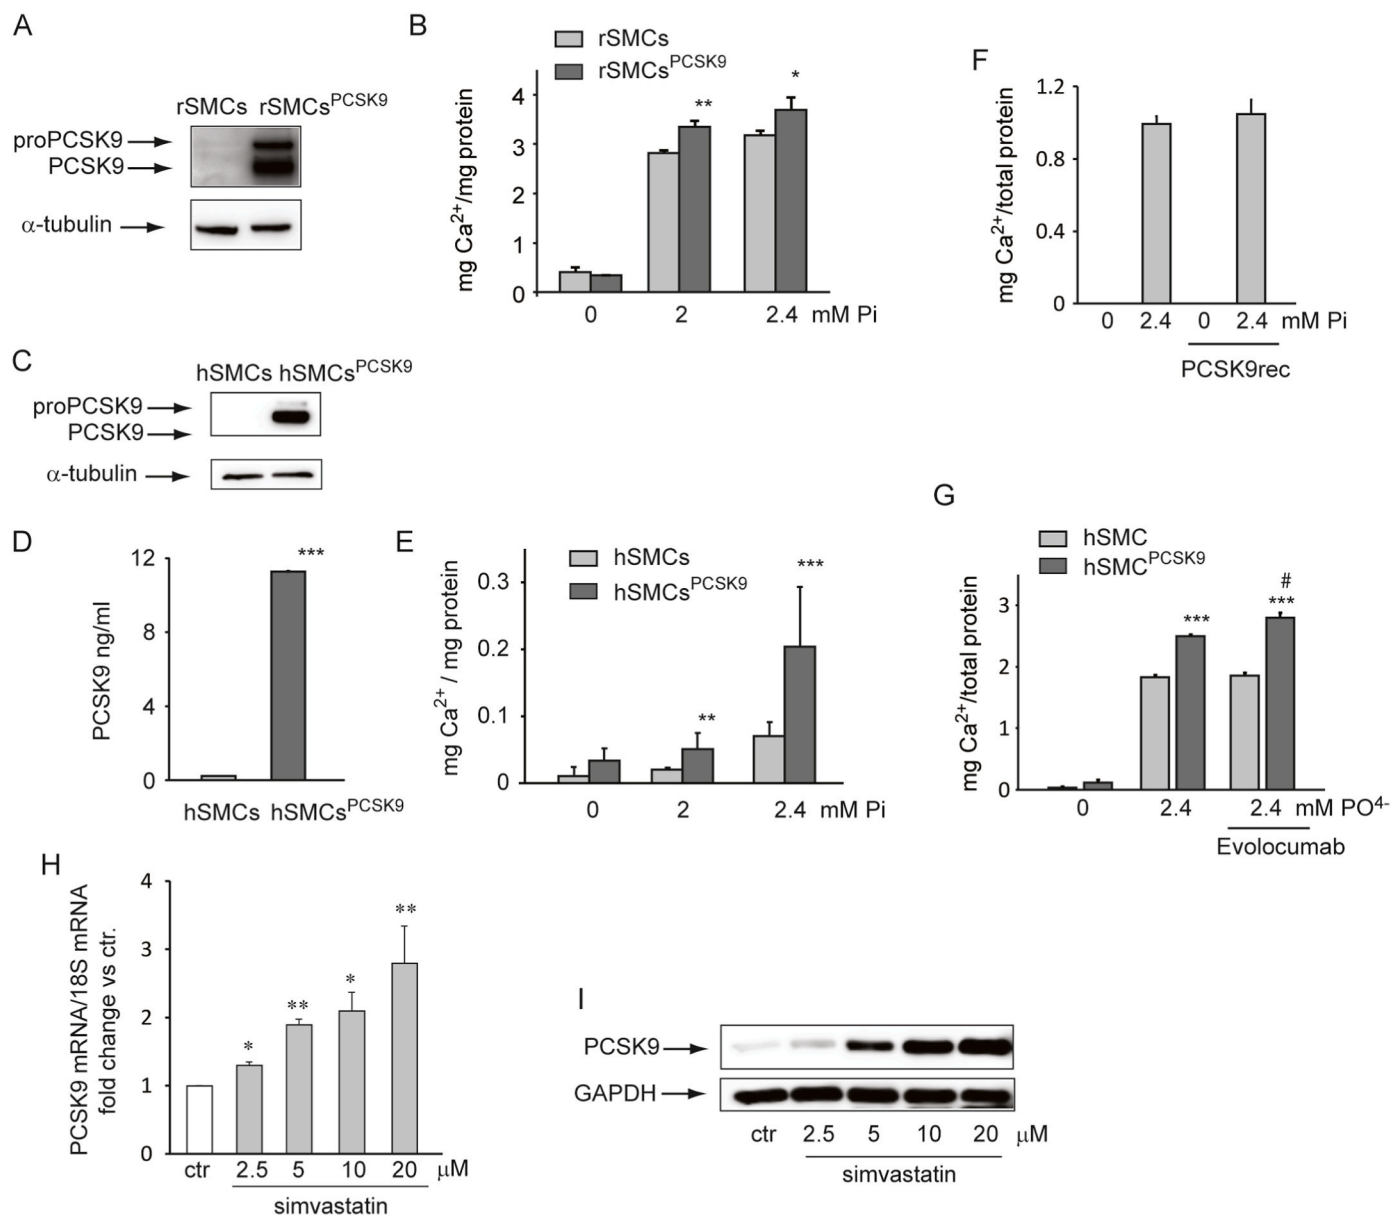 A
rSMCs rSMCsPCSK9
proPCSK9
PCSK9
α-tubulin
B
rSMCs
rSMCsPCSK9
mg Ca2+/mg protein
4
3
2
1
0
**
*
0 2 2.4 mM Pi
F
mg Ca2+/total protein
1.2
0.8
0.4
0
0 2.4 0 2.4 mM Pi
PCSK9rec
C
hSMCs hSMCsPCSK9
proPCSK9
PCSK9
α-tubulin
D
PCSK9 ng/ml
12
8
4
0
***
hSMCs hSMCsPCSK9
E
hSMCs
hSMCsPCSK9
mg Ca2+ / mg protein
0.3
0.2
0.1
0
**
***
0 2 2.4 mM Pi
G
hSMC
hSMCPCSK9
mg Ca2+/total protein
3
2
1
0
***
#
***
0 2.4 2.4 mM PO4-
Evolocumab
H
PCSK9 mRNA/18S mRNA
fold change vs ctr.
4
3
2
1
0
*
**
*
**
ctr 2.5 5 10 20 μM
simvastatin
I
PCSK9
GAPDH
ctr 2.5 5 10 20 μM
simvastatin